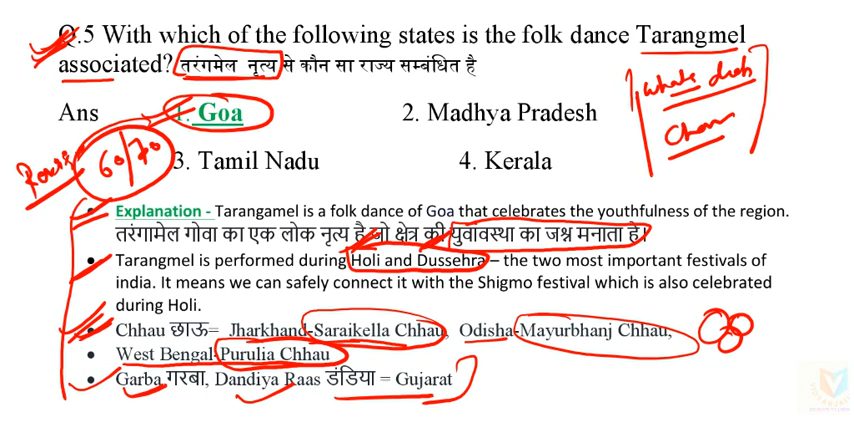 Q.5 With which of the following states is the folk dance Tarangmel
associated? तरंगमेल नृत्य से कौन सा राज्य सम्बंधित है
Ans 1. Goa 2. Madhya Pradesh
60/70
3. Tamil Nadu 4. Kerala
Explanation - Tarangamel is a folk dance of Goa that celebrates the youthfulness of the region.
तरंगामेल गोवा का एक लोक नृत्य है जो क्षेत्र की युवावस्था का जश्न मनाता है।
Tarangmel is performed during Holi and Dussehra – the two most important festivals of
india. It means we can safely connect it with the Shigmo festival which is also celebrated
during Holi.
Chhau छाऊ= Jharkhand-Saraikella Chhau, Odisha-Mayurbhanj Chhau,
West Bengal-Purulia Chhau
Garba गरबा, Dandiya Raas डंडिया = Gujarat